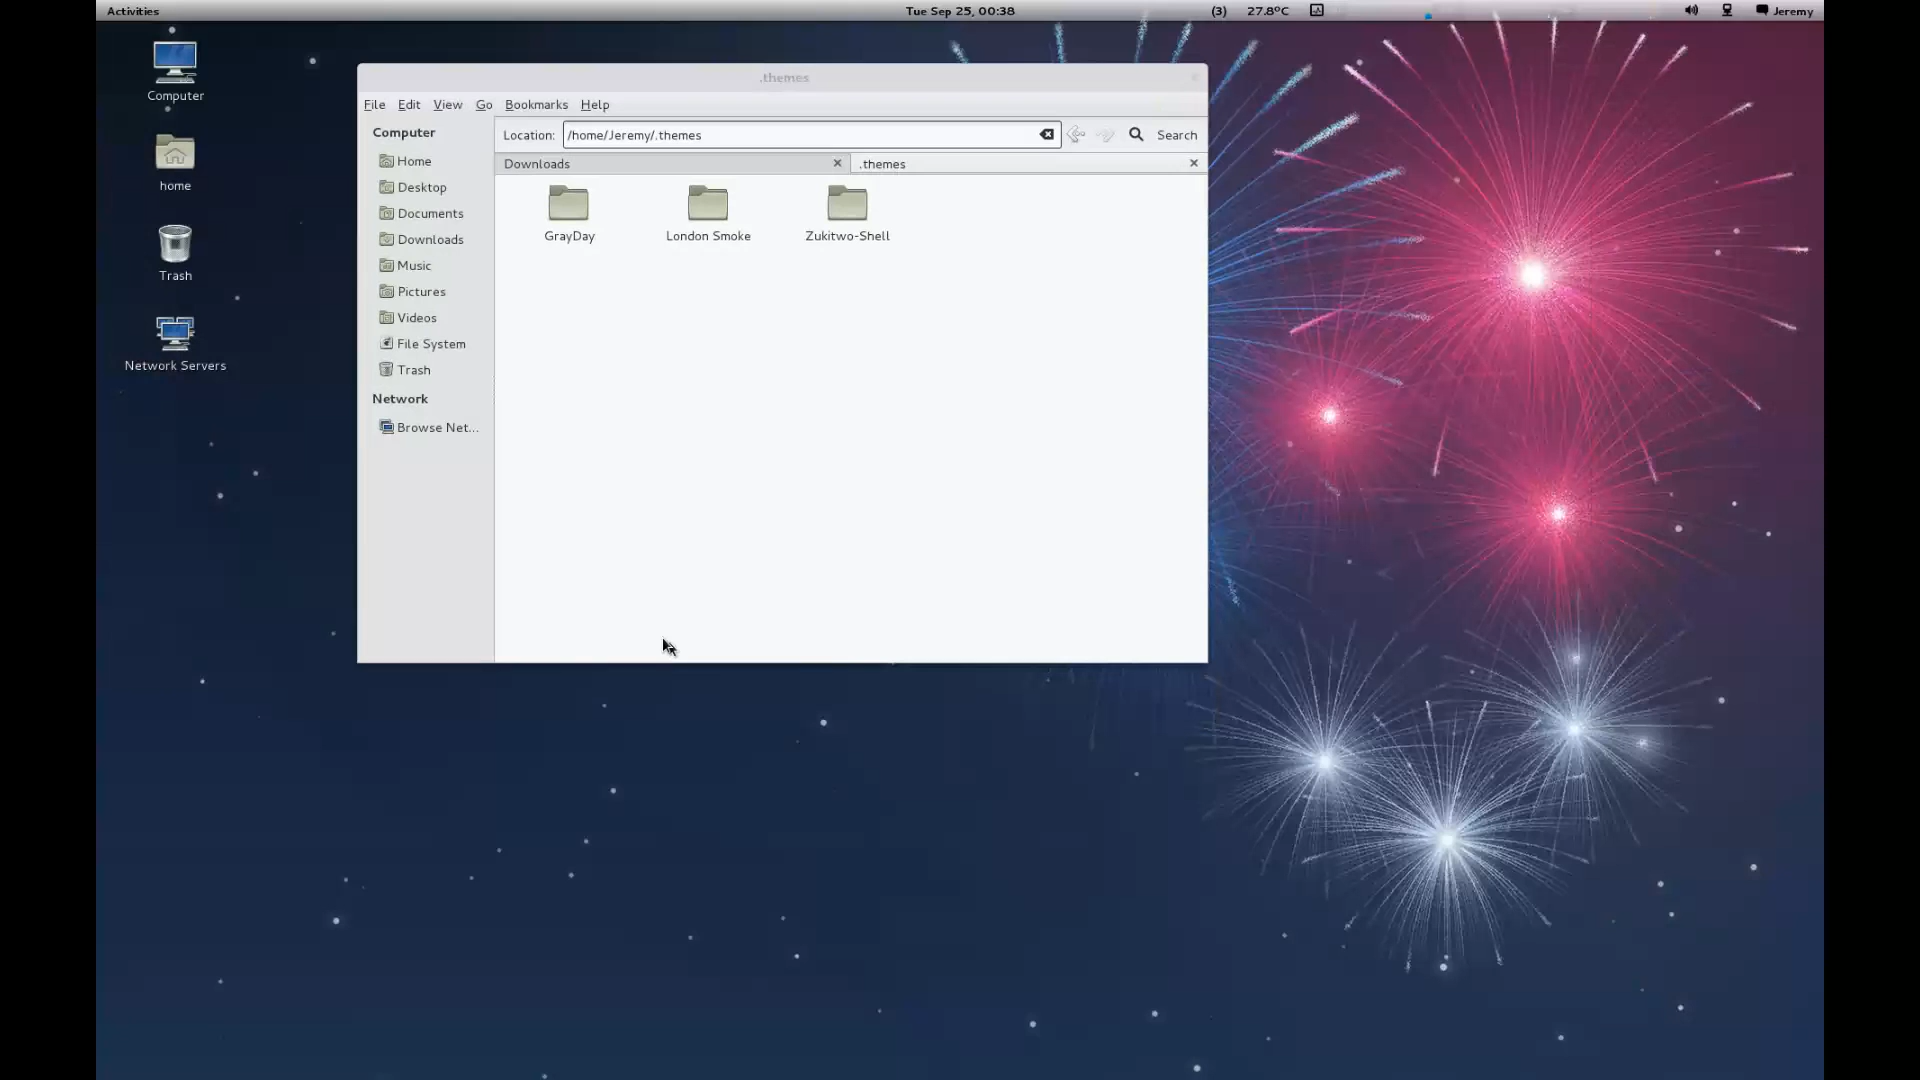 Activities
Tue Sep 25, 00:38
(3)
27.8°C
Jeremy
Computer
home
Trash
Network Servers
.themes
File Edit View Go Bookmarks Help
Computer
Home
Desktop
Documents
Downloads
Music
Pictures
Videos
File System
Trash
Network
Browse Net...
Location: /home/Jeremy/.themes
Search
Downloads
.themes
GrayDay
London Smoke
Zukitwo-Shell